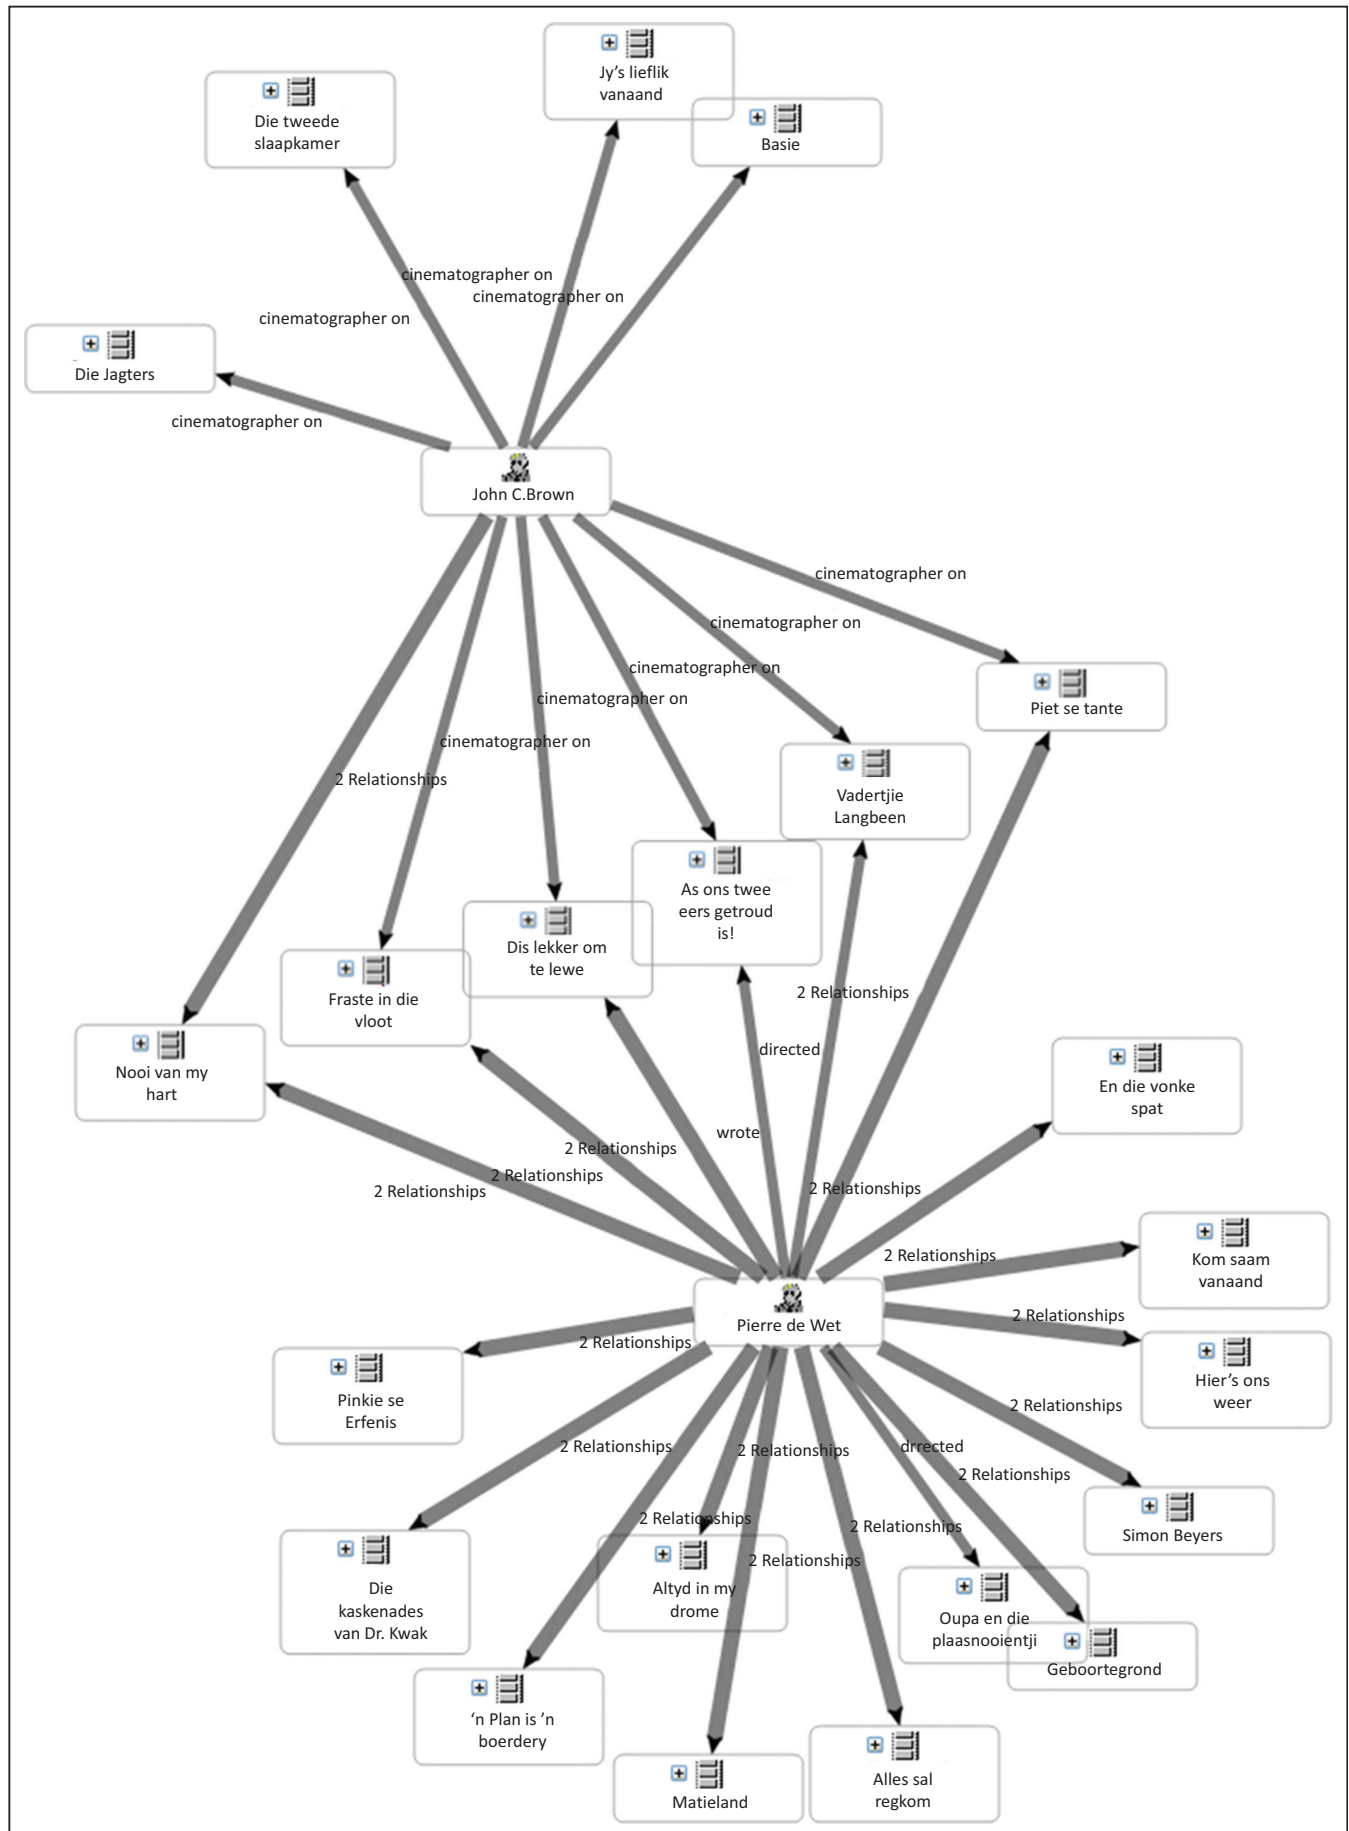 Jy's lieflik
vanaand
Die tweede
slaapkamer
Basie
cinematographer on
cinematographer on
cinematographer on
Die Jagters
cinematographer on
John C.Brown
cinematographer on
cinematographer on
cinematographer on
cinematographer on
cinematographer on
2 Relationships
Piet se tante
Vadertjie
Langbeen
As ons twee
eers getroud
is!
Dis lekker om
te lewe
Fraste in die
vloot
Nooi van my
hart
2 Relationships
directed
En die vonke
spat
wrote
2 Relationships
2 Relationships
2 Relationships
2 Relationships
Kom saam
vanaand
2 Relationships
2 Relationships
Pierre de Wet
2 Relationships
Hier's ons
weer
Pinkie se
Erfenis
2 Relationships
2 Relationships
2 Relationships
drrected
2 Relationships
2 Relationships
2 Relationships
2 Relationships
Simon Beyers
Die
kaskenades
van Dr. Kwak
Altyd in my
drome
Oupa en die
plaasnooientji
Geboortegrond
‘n Plan is ’n
boerdery
Matieland
Alles sal
regkom